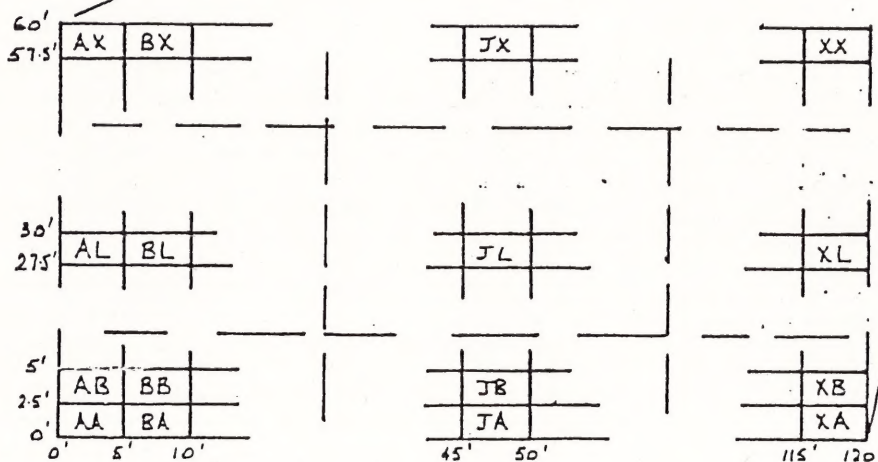 60'
AX BX JX XX
57.5'
30'
AL BL JL XL
27.5'
5'
AB BB JB XB
2.5'
AA BA JA XA
0'
0' 5' 10' 45' 50' 115' 120